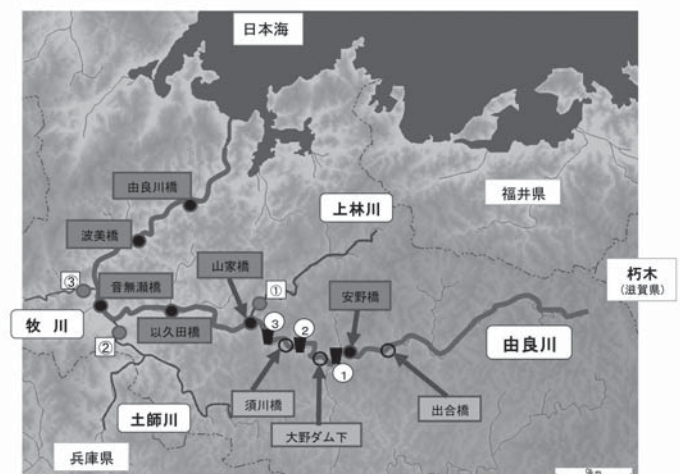 日本海
由良川橋
福井県
上林川
波美橋
山家橋
朽木
(滋賀県)
③
音無瀬橋
①
安野橋
牧 川
以久田橋
3
2
由良川
②
1
須川橋
出合橋
土師川
大野ダム下
兵庫県